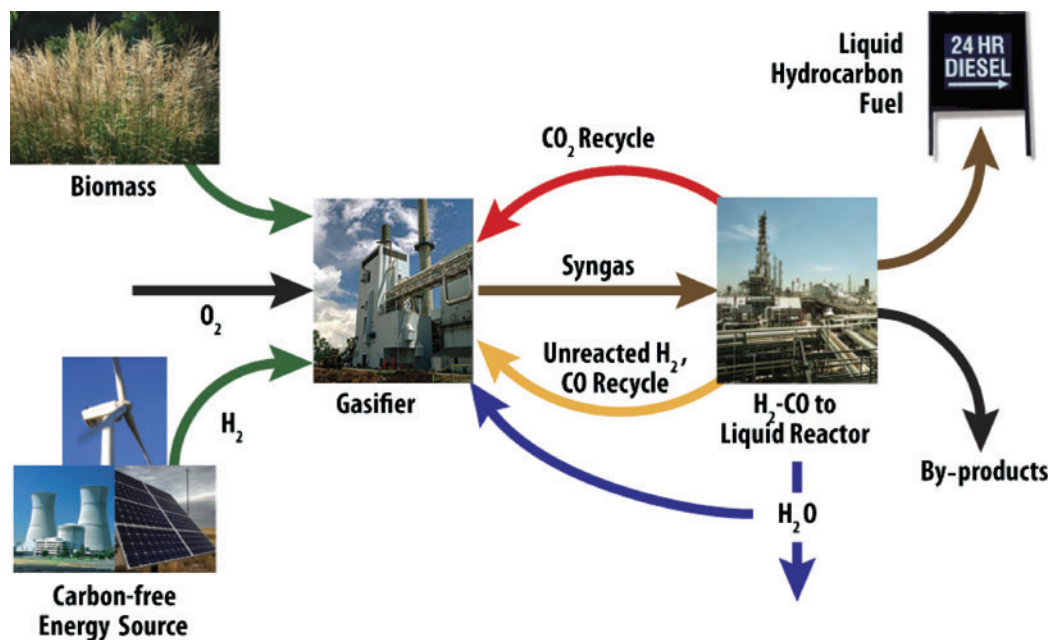 24 HR
DIESEL
Liquid
Hydrocarbon
Fuel
CO₂ Recycle
Biomass
Syngas
O₂
Unreacted H₂,
CO Recycle
Gasifier
H₂-CO to
Liquid Reactor
H₂
By-products
H₂O
Carbon-free
Energy Source